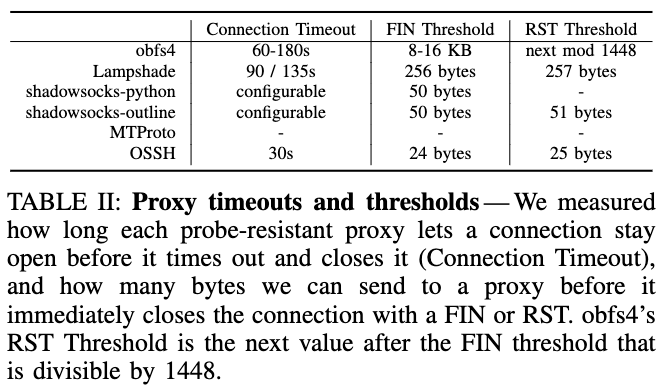 Connection Timeout FIN Threshold RST Threshold
obfs4 60-180s 8-16 KB next mod 1448
Lampshade 90 / 135s 256 bytes 257 bytes
shadowsocks-python configurable 50 bytes -
shadowsocks-outline configurable 50 bytes 51 bytes
MTProto - - -
OSSH 30s 24 bytes 25 bytes
TABLE II: Proxy timeouts and thresholds — We measured
how long each probe-resistant proxy lets a connection stay
open before it times out and closes it (Connection Timeout),
and how many bytes we can send to a proxy before it
immediately closes the connection with a FIN or RST. obfs4's
RST Threshold is the next value after the FIN threshold that
is divisible by 1448.